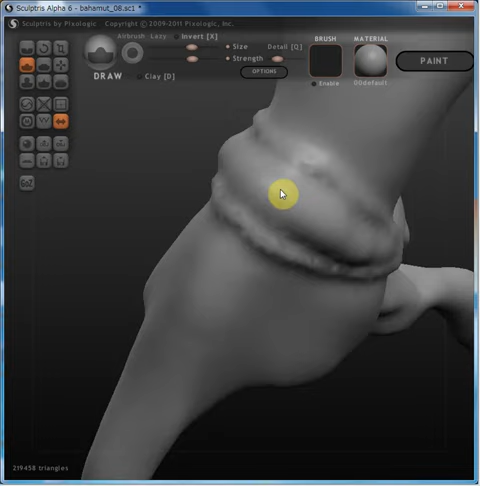 Sculptris Alpha 6 - bahamut_06.sc1 *
Sculptris by Pixologic Copyright © 2009-2011 Pixologic, Inc.
Airbrush Lazy Invert [X]
Size Detail [Q]
Strength
DRAW Clay [D] OPTIONS
BRUSH MATERIAL
Enable 00default
PAINT
219458 triangles